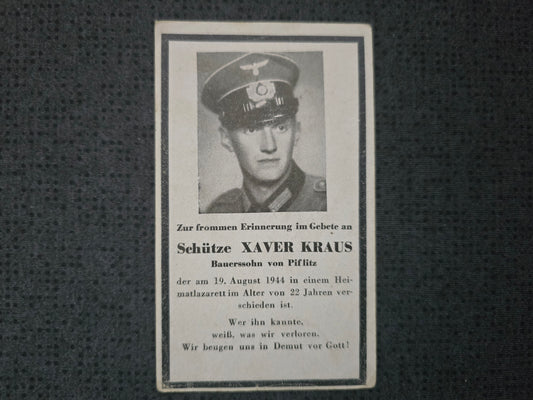 Zur frommen Erinnerung im Gebete an
Schütze XAVER KRAUS
Bauerssohn von Piflitz
der am 19. August 1944 in einem Hei-
matlazarett im Alter von 22 Jahren ver-
schieden ist.
Wer ihn kannte,
weiß, was wir verloren.
Wir beugen uns in Demut vor Gott!